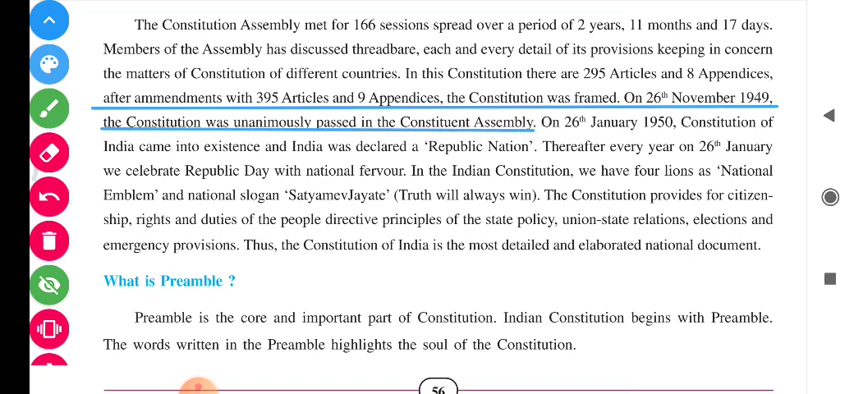 The Constitution Assembly met for 166 sessions spread over a period of 2 years, 11 months and 17 days.
Members of the Assembly has discussed threadbare, each and every detail of its provisions keeping in concern
the matters of Constitution of different countries. In this Constitution there are 295 Articles and 8 Appendices,
after ammendments with 395 Articles and 9 Appendices, the Constitution was framed. On 26th November 1949,
the Constitution was unanimously passed in the Constituent Assembly. On 26th January 1950, Constitution of
India came into existence and India was declared a ‘Republic Nation’. Thereafter every year on 26th January
we celebrate Republic Day with national fervour. In the Indian Constitution, we have four lions as ‘National
Emblem’ and national slogan ‘SatyamevJayate’ (Truth will always win). The Constitution provides for citizen-
ship, rights and duties of the people directive principles of the state policy, union-state relations, elections and
emergency provisions. Thus, the Constitution of India is the most detailed and elaborated national document.
What is Preamble ?
Preamble is the core and important part of Constitution. Indian Constitution begins with Preamble.
The words written in the Preamble highlights the soul of the Constitution.
56